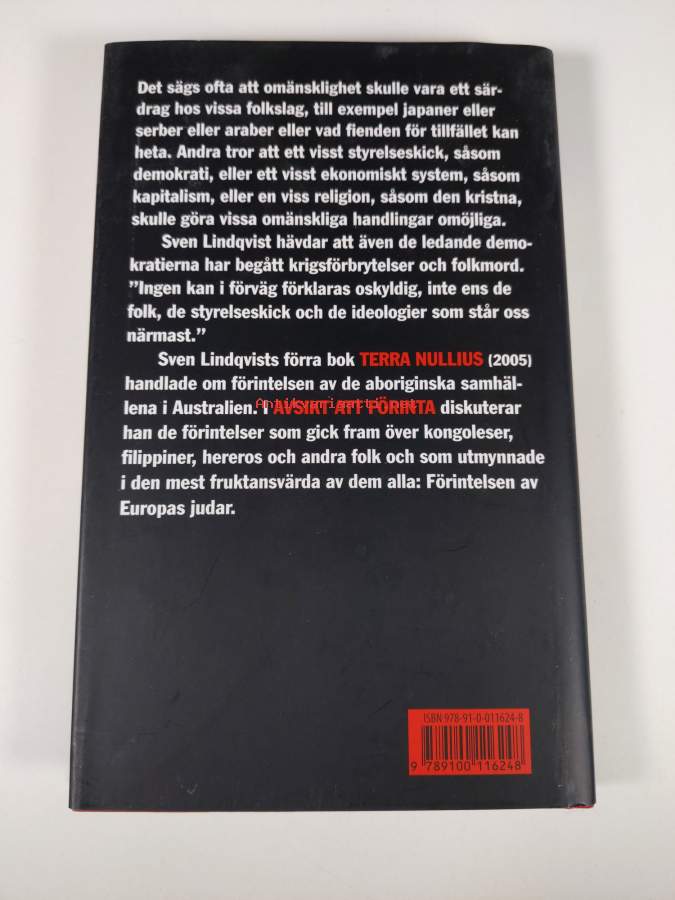 Det sägs ofta att omänsklighet skulle vara ett sär-
drag hos vissa folkslag, till exempel japaner eller
serber eller araber eller vad fienden för tillfället kan
heta. Andra tror att ett visst styrelseskick, såsom
demokrati, eller ett visst ekonomiskt system, såsom
kapitalism, eller en viss religion, såsom den kristna,
skulle göra vissa omänskliga handlingar omöjliga.
Sven Lindqvist hävdar att även de ledande demo-
kratierna har begått krigsförbrytelser och folkmord.
”Ingen kan i förväg förklaras oskyldig, inte ens de
folk, de styrelseskick och de ideologier som står oss
närmast.”
Sven Lindqvists förra bok TERRA NULLIUS (2005)
handlade om förintelsen av de aboriginska samhäl-
lena i Australien. I AVSIKT ATT FÖRINTA diskuterar
Antikvariaatti.net
han de förintelser som gick fram över kongoleser,
filippiner, hereros och andra folk och som utmynnade
i den mest fruktansvärda av dem alla: Förintelsen av
Europas judar.
ISBN 978-91-0-011624-8
9 789100 116248